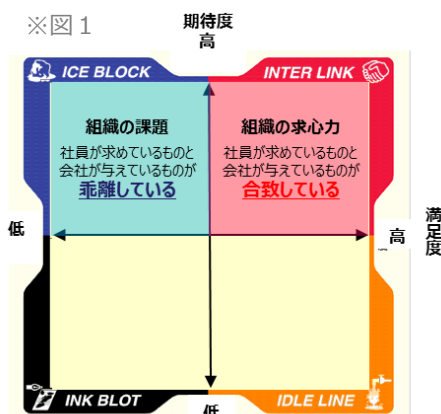 ※図１
期待度
高
ICE BLOCK
INTER LINK
組織の課題
社員が求めているものと
会社が与えているものが
乖離している
組織の求心力
社員が求めているものと
会社が与えているものが
合致している
低
高
満足度
INK BLOT
低
IDLE LINE